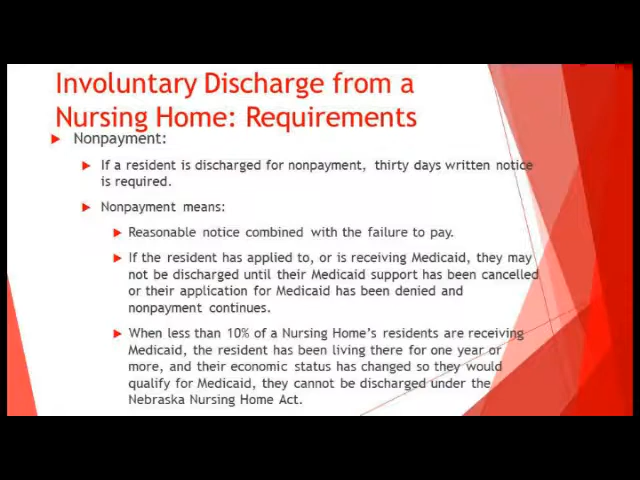 Involuntary Discharge from a
Nursing Home: Requirements
Nonpayment:
If a resident is discharged for nonpayment, thirty days written notice
is required.
Nonpayment means:
Reasonable notice combined with the failure to pay.
If the resident has applied to, or is receiving Medicaid, they may
not be discharged until their Medicaid support has been cancelled
or their application for Medicaid has been denied and
nonpayment continues.
When less than 10% of a Nursing Home's residents are receiving
Medicaid, the resident has been living there for one year or
more, and their economic status has changed so they would
qualify for Medicaid, they cannot be discharged under the
Nebraska Nursing Home Act.